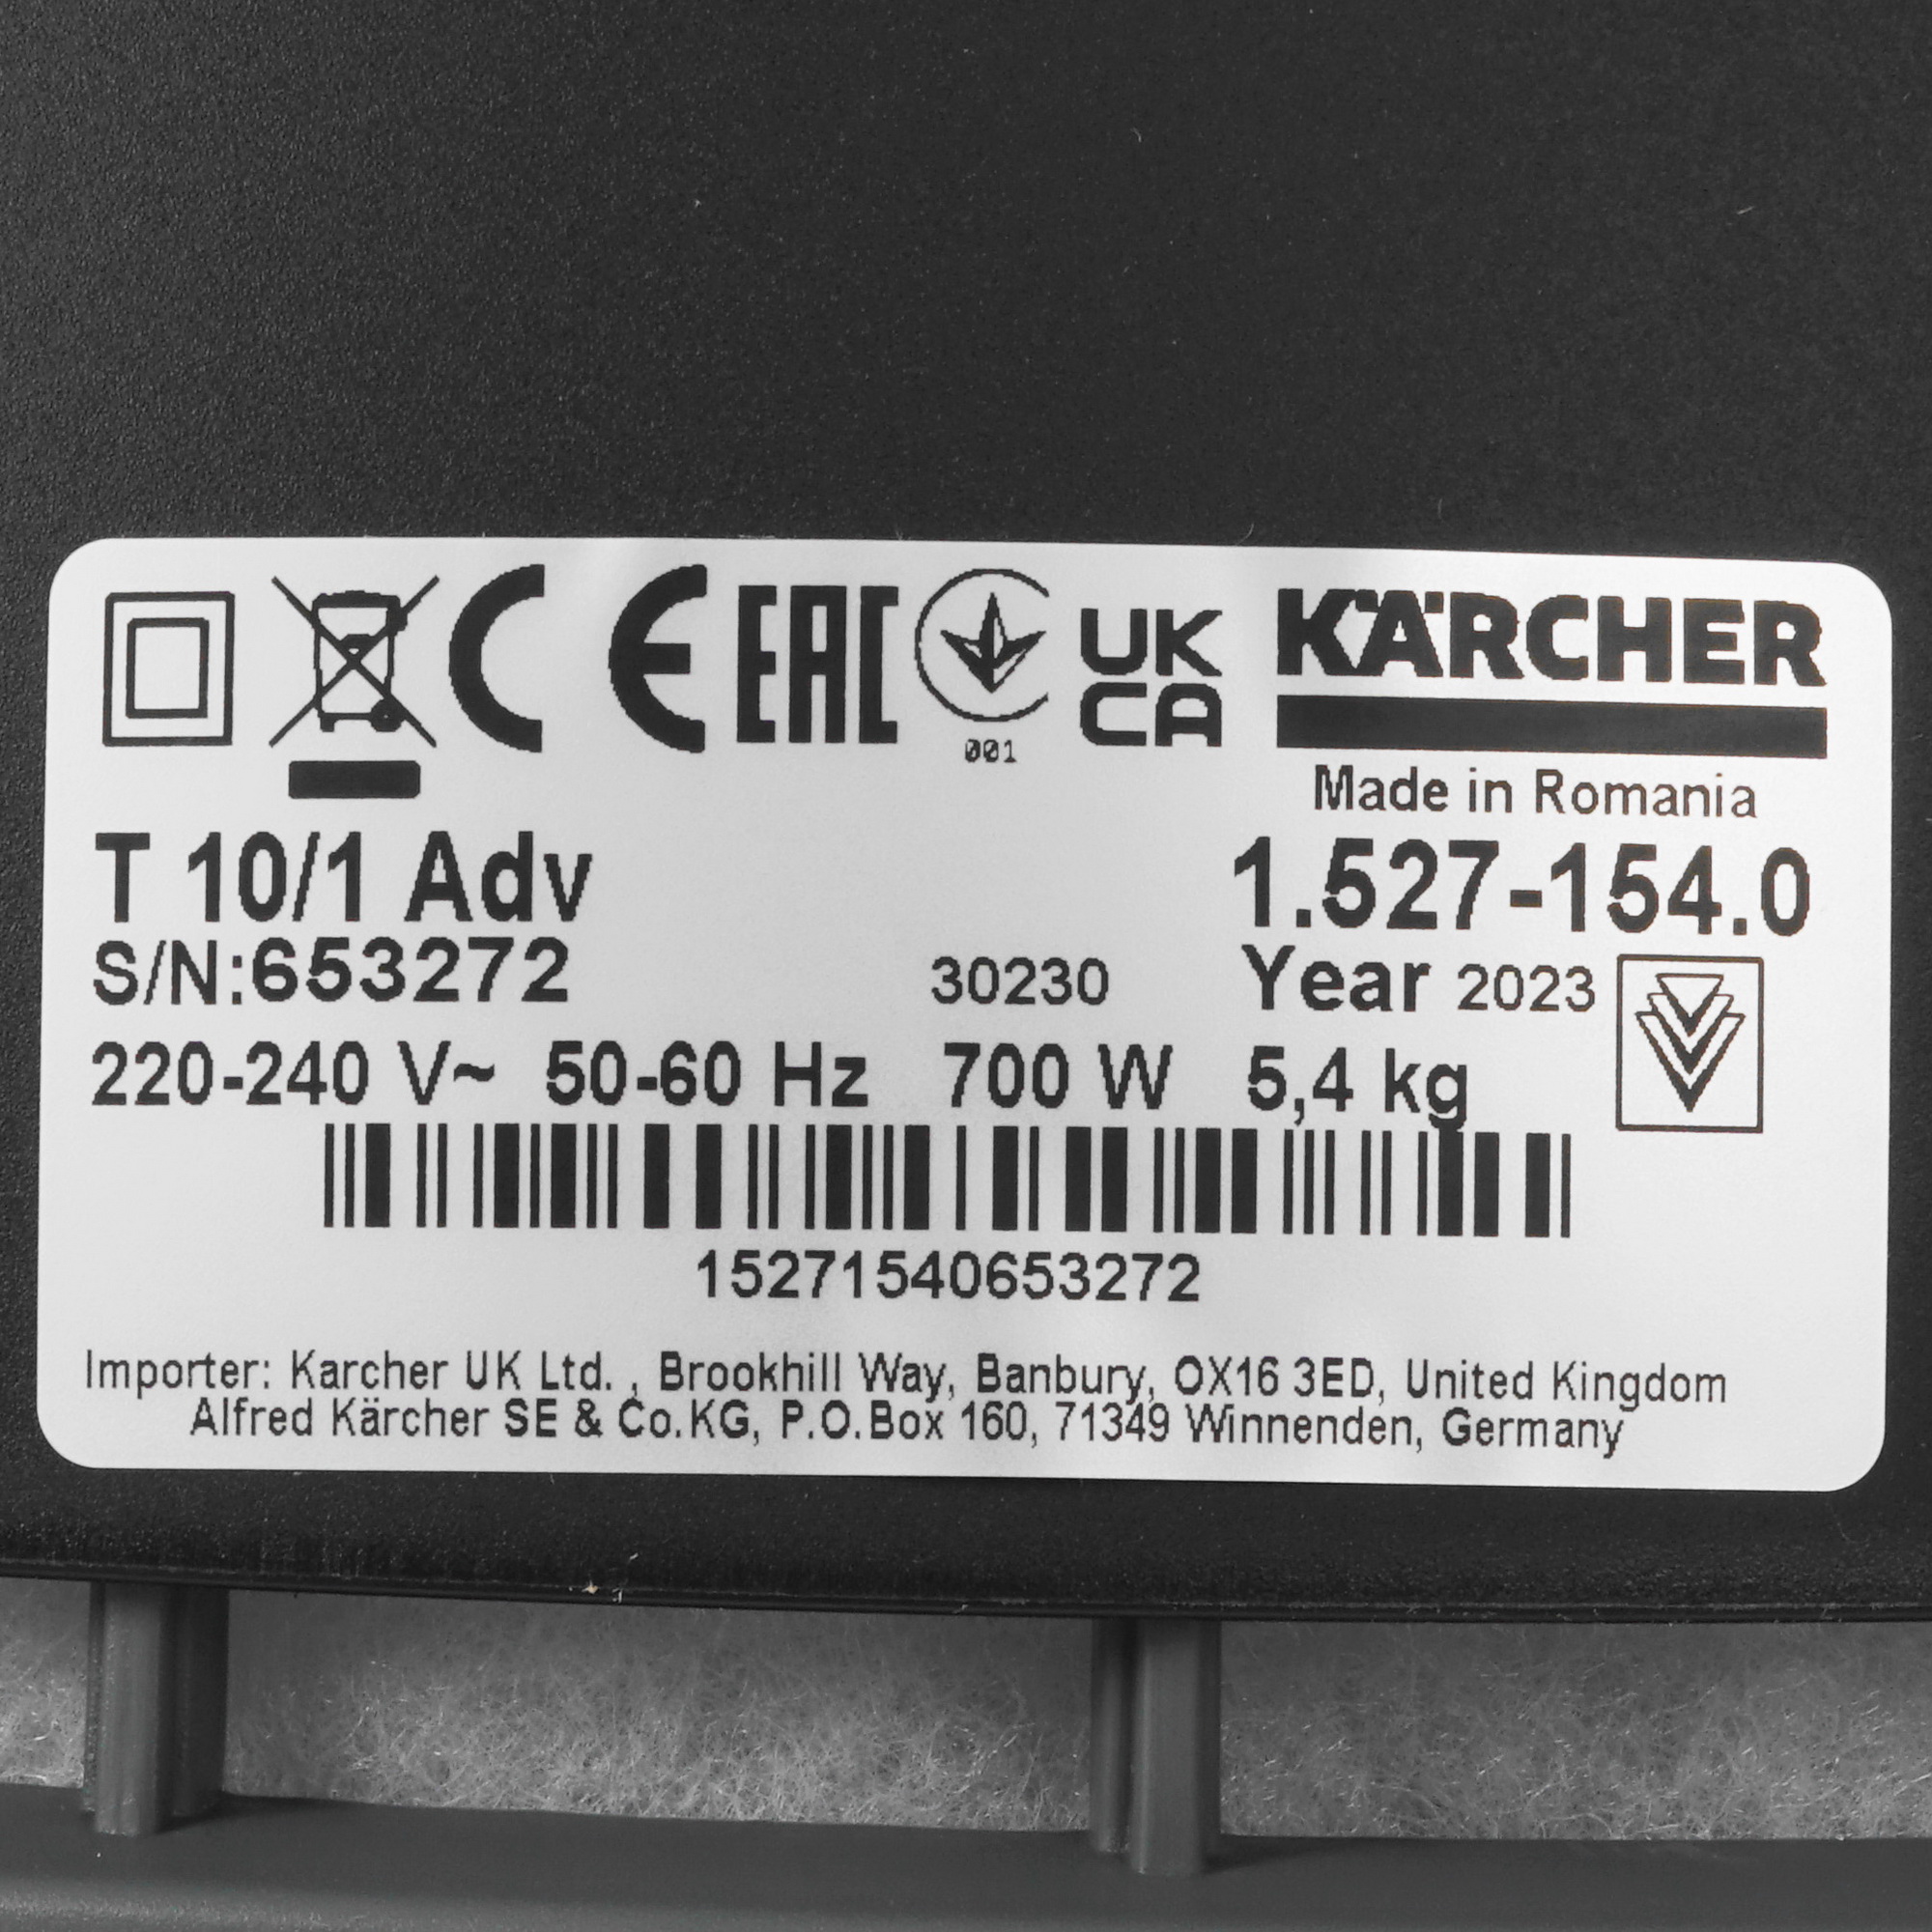 CE EAC UK CA KÄRCHER
001
Made in Romania
T 10/1 Adv 1.527-154.0
S/N:653272 30230 Year 2023
220-240 V~ 50-60 Hz 700 W 5,4 kg
15271540653272
Importer: Karcher UK Ltd. , Brookhill Way, Banbury, OX16 3ED, United Kingdom
Alfred Kärcher SE & Co.KG, P.O.Box 160, 71349 Winnenden, Germany